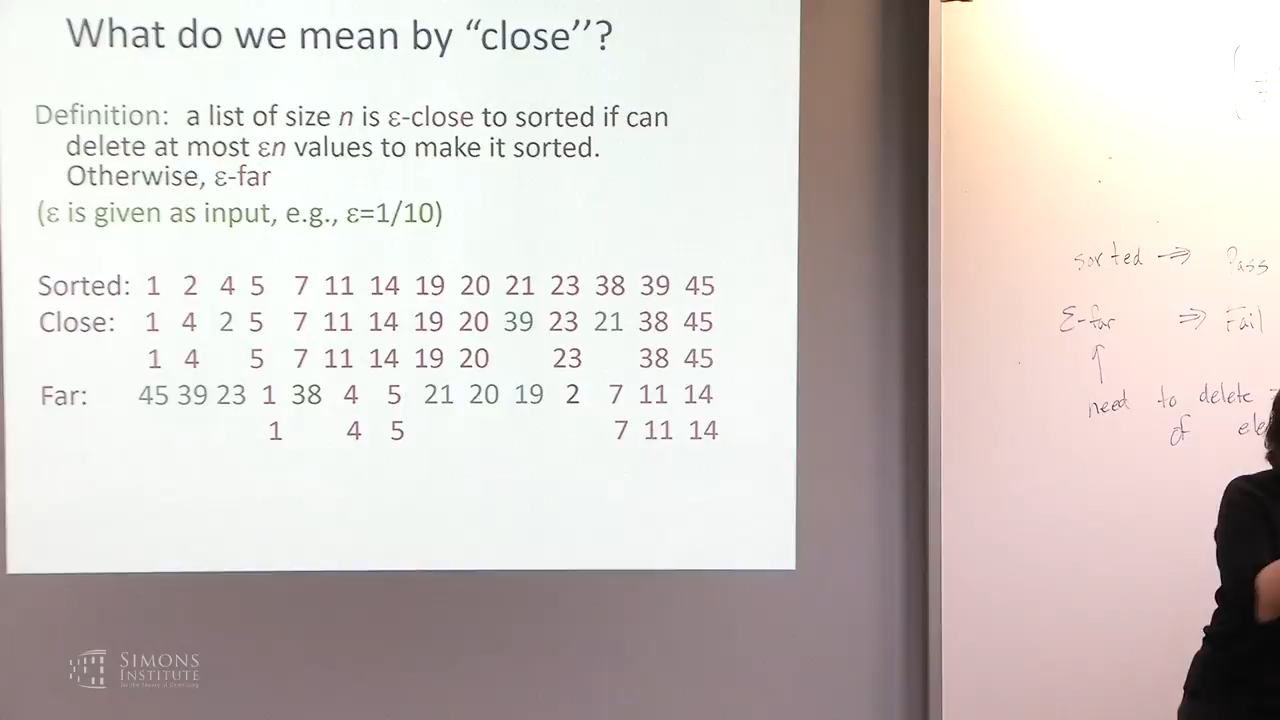 What do we mean by “close’’?
Definition: a list of size n is ε-close to sorted if can
delete at most εn values to make it sorted.
Otherwise, ε-far
(ε is given as input, e.g., ε=1/10)
Sorted: 1 2 4 5 7 11 14 19 20 21 23 38 39 45
Close: 1 4 2 5 7 11 14 19 20 39 23 21 38 45
1 4 5 7 11 14 19 20 23 38 45
Far: 45 39 23 1 38 4 5 21 20 19 2 7 11 14
1 4 5 7 11 14
sorted ⇒ Pass
ε-far ⇒ Fail
need to delete
of
SIMONS
INSTITUTE